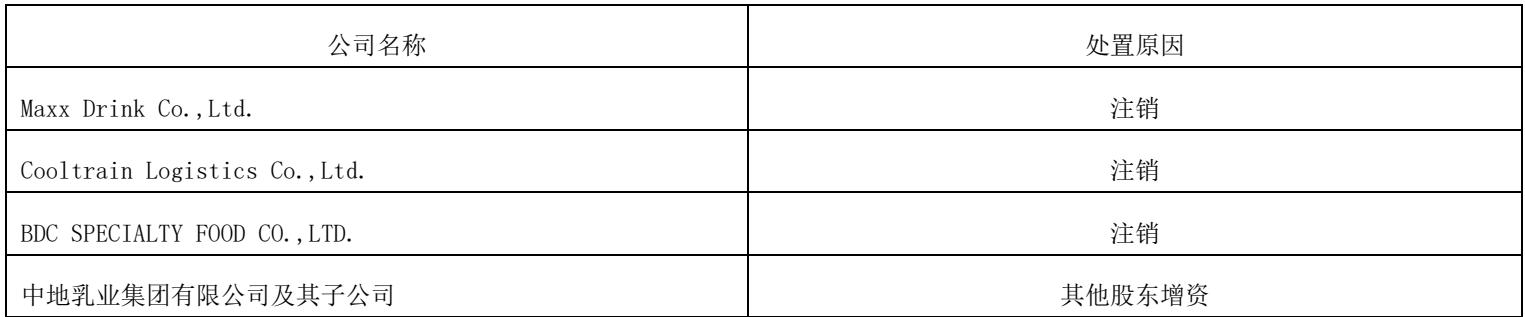 公司名称 处置原因
Maxx Drink Co.,Ltd. 注销
Cooltrain Logistics Co.,Ltd. 注销
BDC SPECIALTY FOOD CO.,LTD. 注销
中地乳业集团有限公司及其子公司 其他股东增资